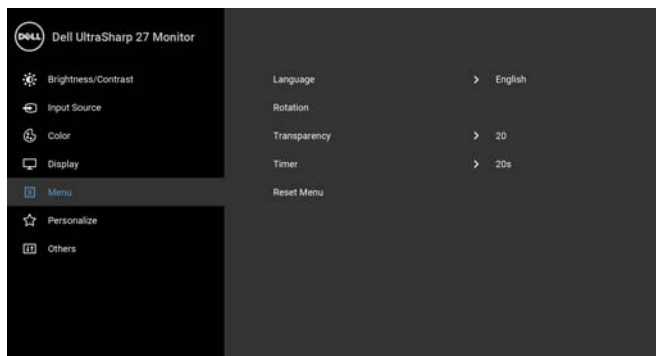 DELL Dell UltraSharp 27 Monitor
Brightness/Contrast
Input Source
Color
Display
Menu
Personalize
Others
Language > English
Rotation
Transparency > 20
Timer > 20s
Reset Menu